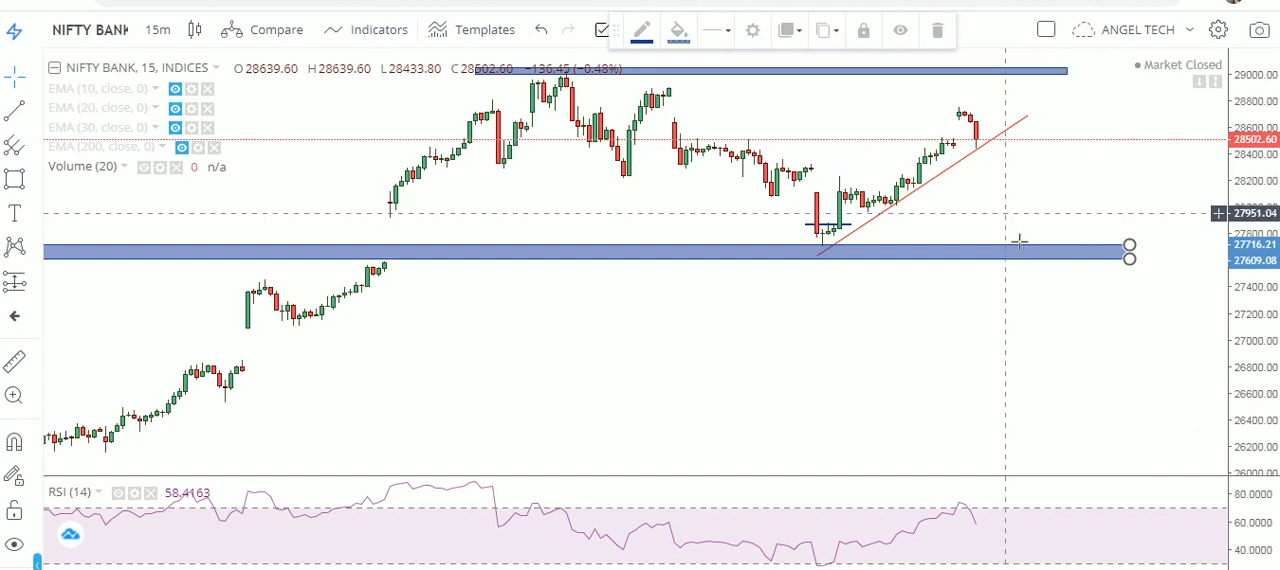 NIFTY BANK 15m Compare Indicators Templates ANGEL TECH
NIFTY BANK, 15, INDICES O 28639.60 H 28639.60 L 28433.80 C 28502.60 −136.45 (−0.48%)
Market Closed
EMA (10, close, 0)
EMA (20, close, 0)
EMA (30, close, 0)
EMA (200, close, 0)
Volume (20) 0 n/a
29000.00
28800.00
28600.00
28502.60
28400.00
28200.00
27951.04
27800.00
27716.21
27609.08
27400.00
27200.00
27000.00
26800.00
26600.00
26400.00
26200.00
26000.00
RSI (14) 58.4163
80.0000
60.0000
40.0000